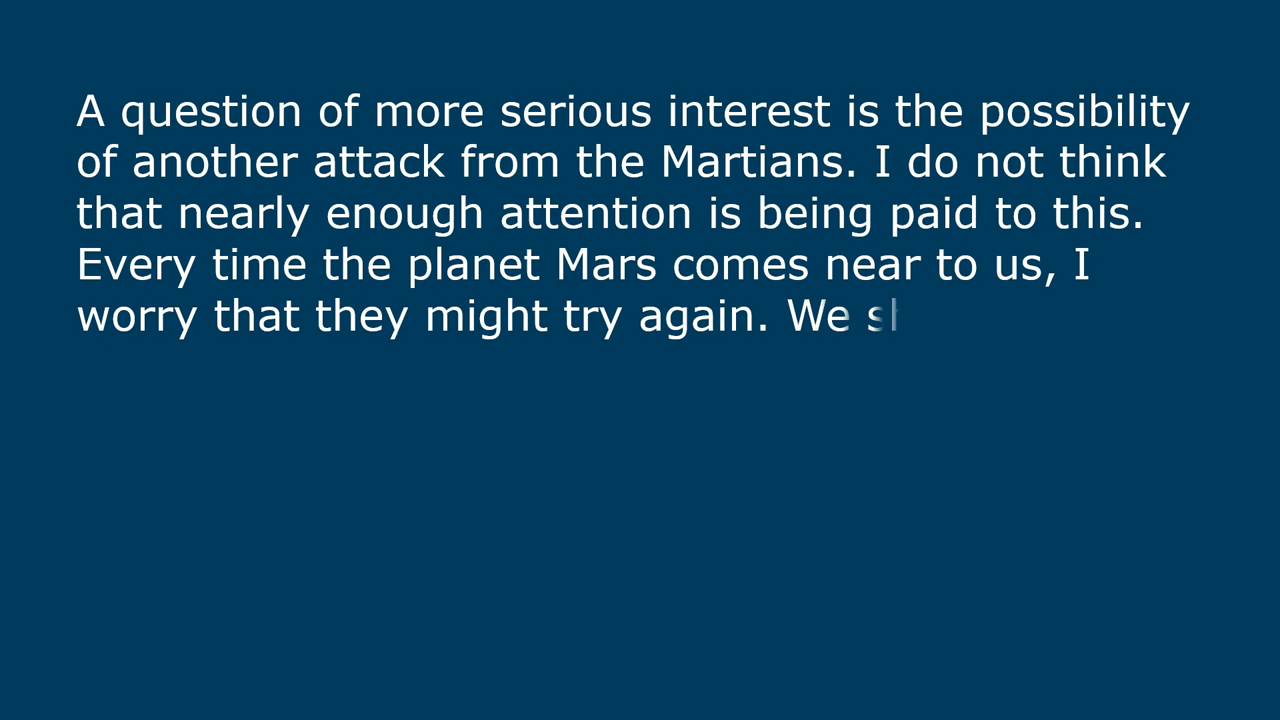 A question of more serious interest is the possibility
of another attack from the Martians. I do not think
that nearly enough attention is being paid to this.
Every time the planet Mars comes near to us, I
worry that they might try again. We